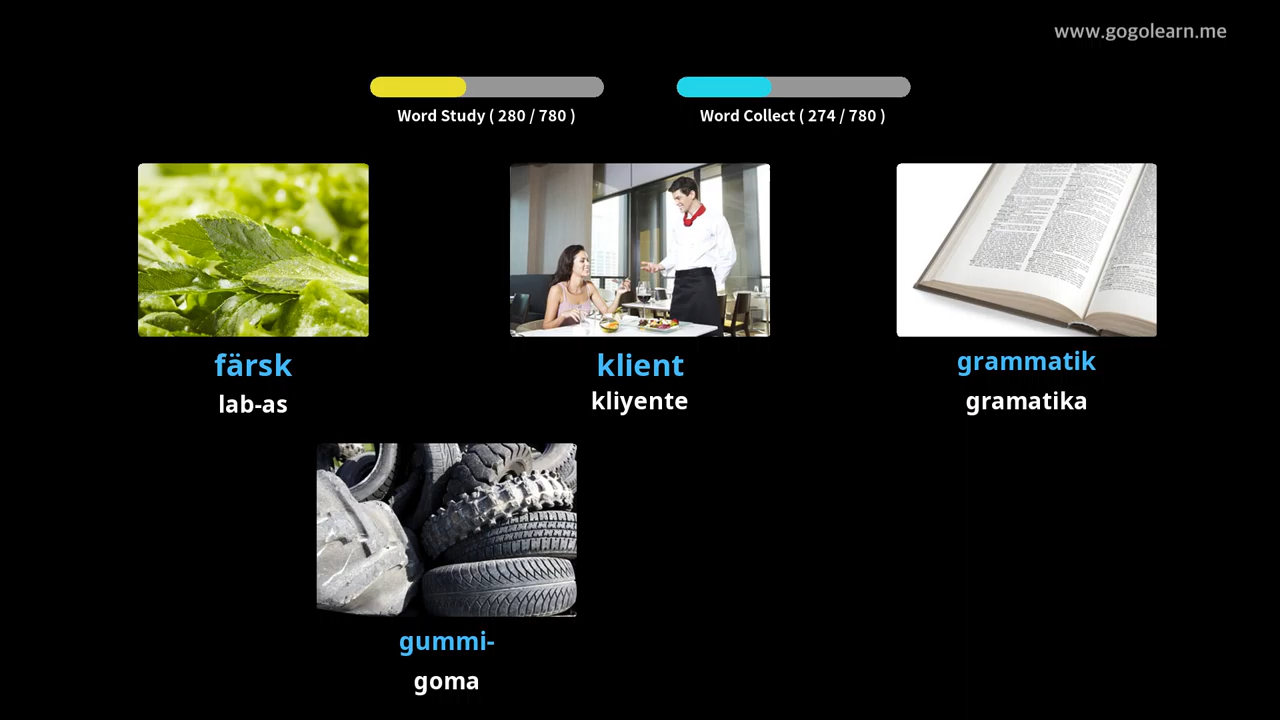 www.gogolearn.me
Word Study ( 280 / 780 )
Word Collect ( 274 / 780 )
färsk
lab-as
klient
kliyente
grammatik
gramatika
gummi-
goma